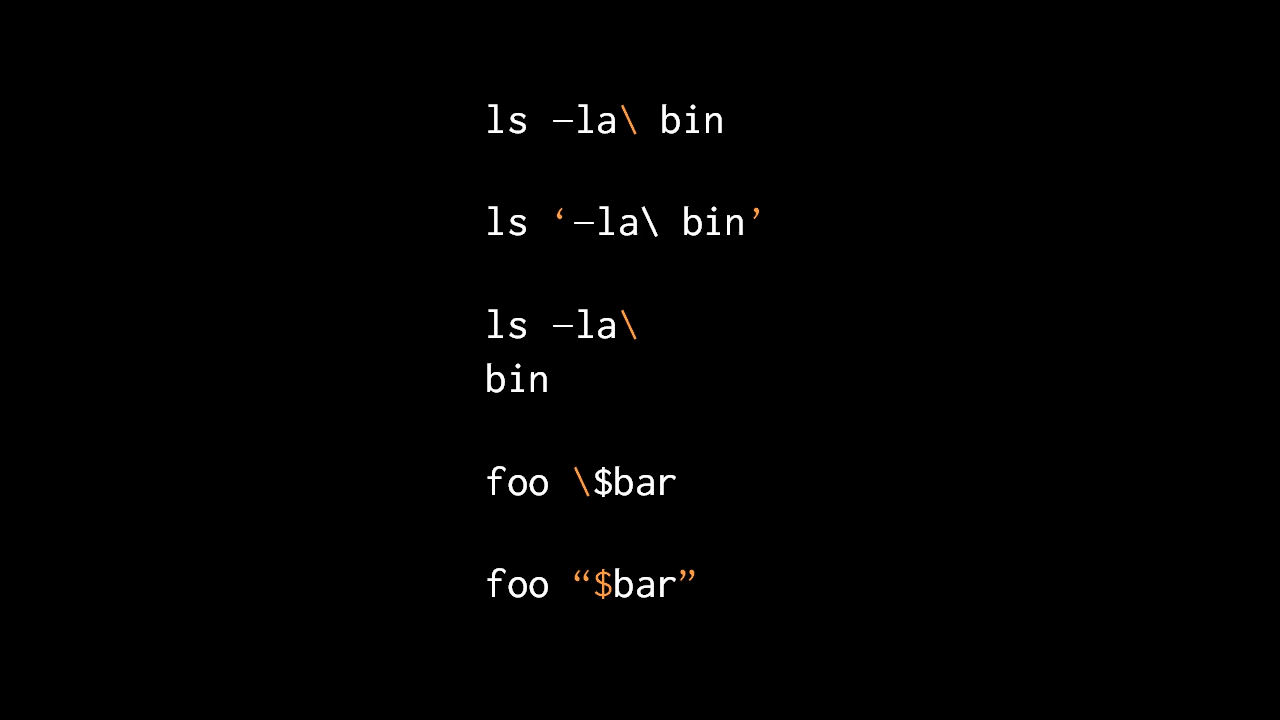 ls -la\ bin
ls ‘-la\ bin’
ls -la\
bin
foo \$bar
foo “$bar”